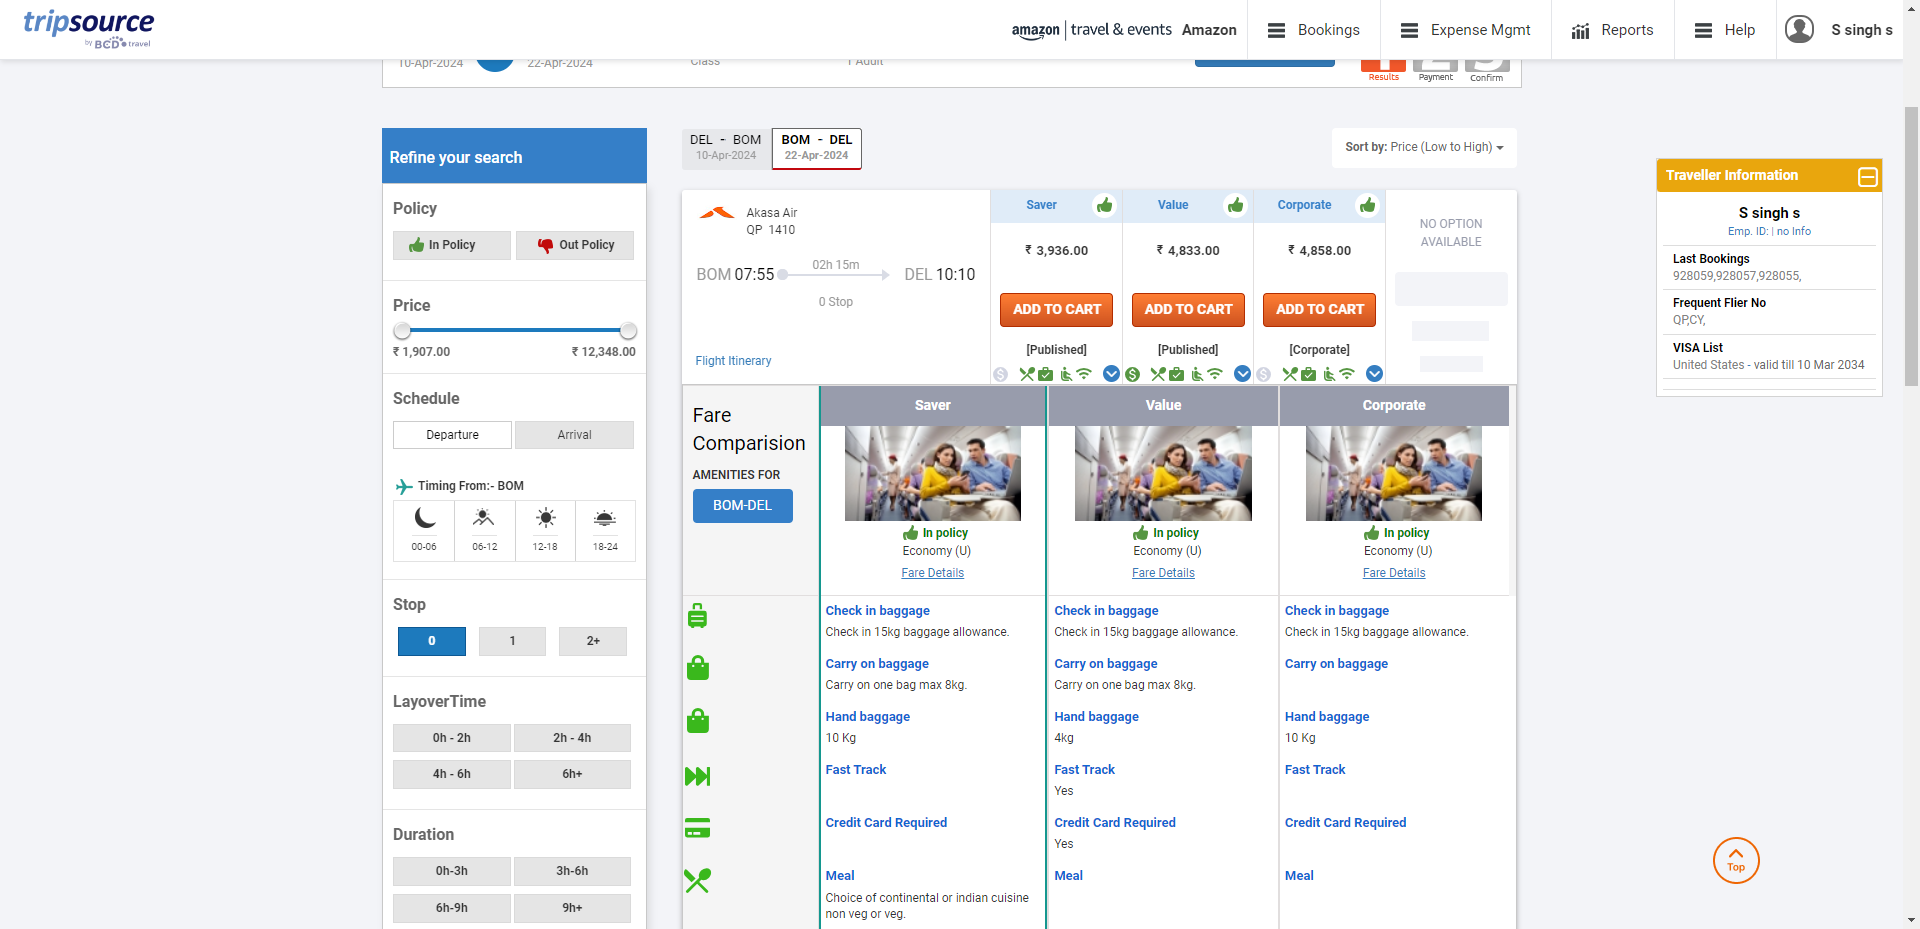 tripsource
by BCD travel
amazon | travel & events Amazon
Bookings
Expense Mgmt
Reports
Help
S singh s
10-Apr-2024
22-Apr-2024
Class
1 Adult
Results
Payment
Confirm
Refine your search
Policy
In Policy
Out Policy
Price
₹ 1,907.00
₹ 12,348.00
Schedule
Departure
Arrival
Timing From:- BOM
00-06
06-12
12-18
18-24
Stop
0
1
2+
LayoverTime
0h - 2h
2h - 4h
4h - 6h
6h+
Duration
0h-3h
3h-6h
6h-9h
9h+
DEL - BOM
10-Apr-2024
BOM - DEL
22-Apr-2024
Sort by: Price (Low to High)
Akasa Air
QP 1410
BOM 07:55
02h 15m
DEL 10:10
0 Stop
Flight Itinerary
Saver
₹ 3,936.00
ADD TO CART
[Published]
Value
₹ 4,833.00
ADD TO CART
[Published]
Corporate
₹ 4,858.00
ADD TO CART
[Corporate]
NO OPTION
AVAILABLE
Fare
Comparision
AMENITIES FOR
BOM-DEL
Saver
In policy
Economy (U)
Fare Details
Value
In policy
Economy (U)
Fare Details
Corporate
In policy
Economy (U)
Fare Details
Check in baggage
Check in 15kg baggage allowance.
Check in baggage
Check in 15kg baggage allowance.
Check in baggage
Check in 15kg baggage allowance.
Carry on baggage
Carry on one bag max 8kg.
Carry on baggage
Carry on one bag max 8kg.
Carry on baggage
Hand baggage
10 Kg
Hand baggage
4kg
Hand baggage
10 Kg
Fast Track
Fast Track
Yes
Fast Track
Credit Card Required
Credit Card Required
Yes
Credit Card Required
Meal
Choice of continental or indian cuisine
non veg or veg.
Meal
Meal
Traveller Information
S singh s
Emp. ID: | no Info
Last Bookings
928059,928057,928055,
Frequent Flier No
QP,CY,
VISA List
United States - valid till 10 Mar 2034
Top